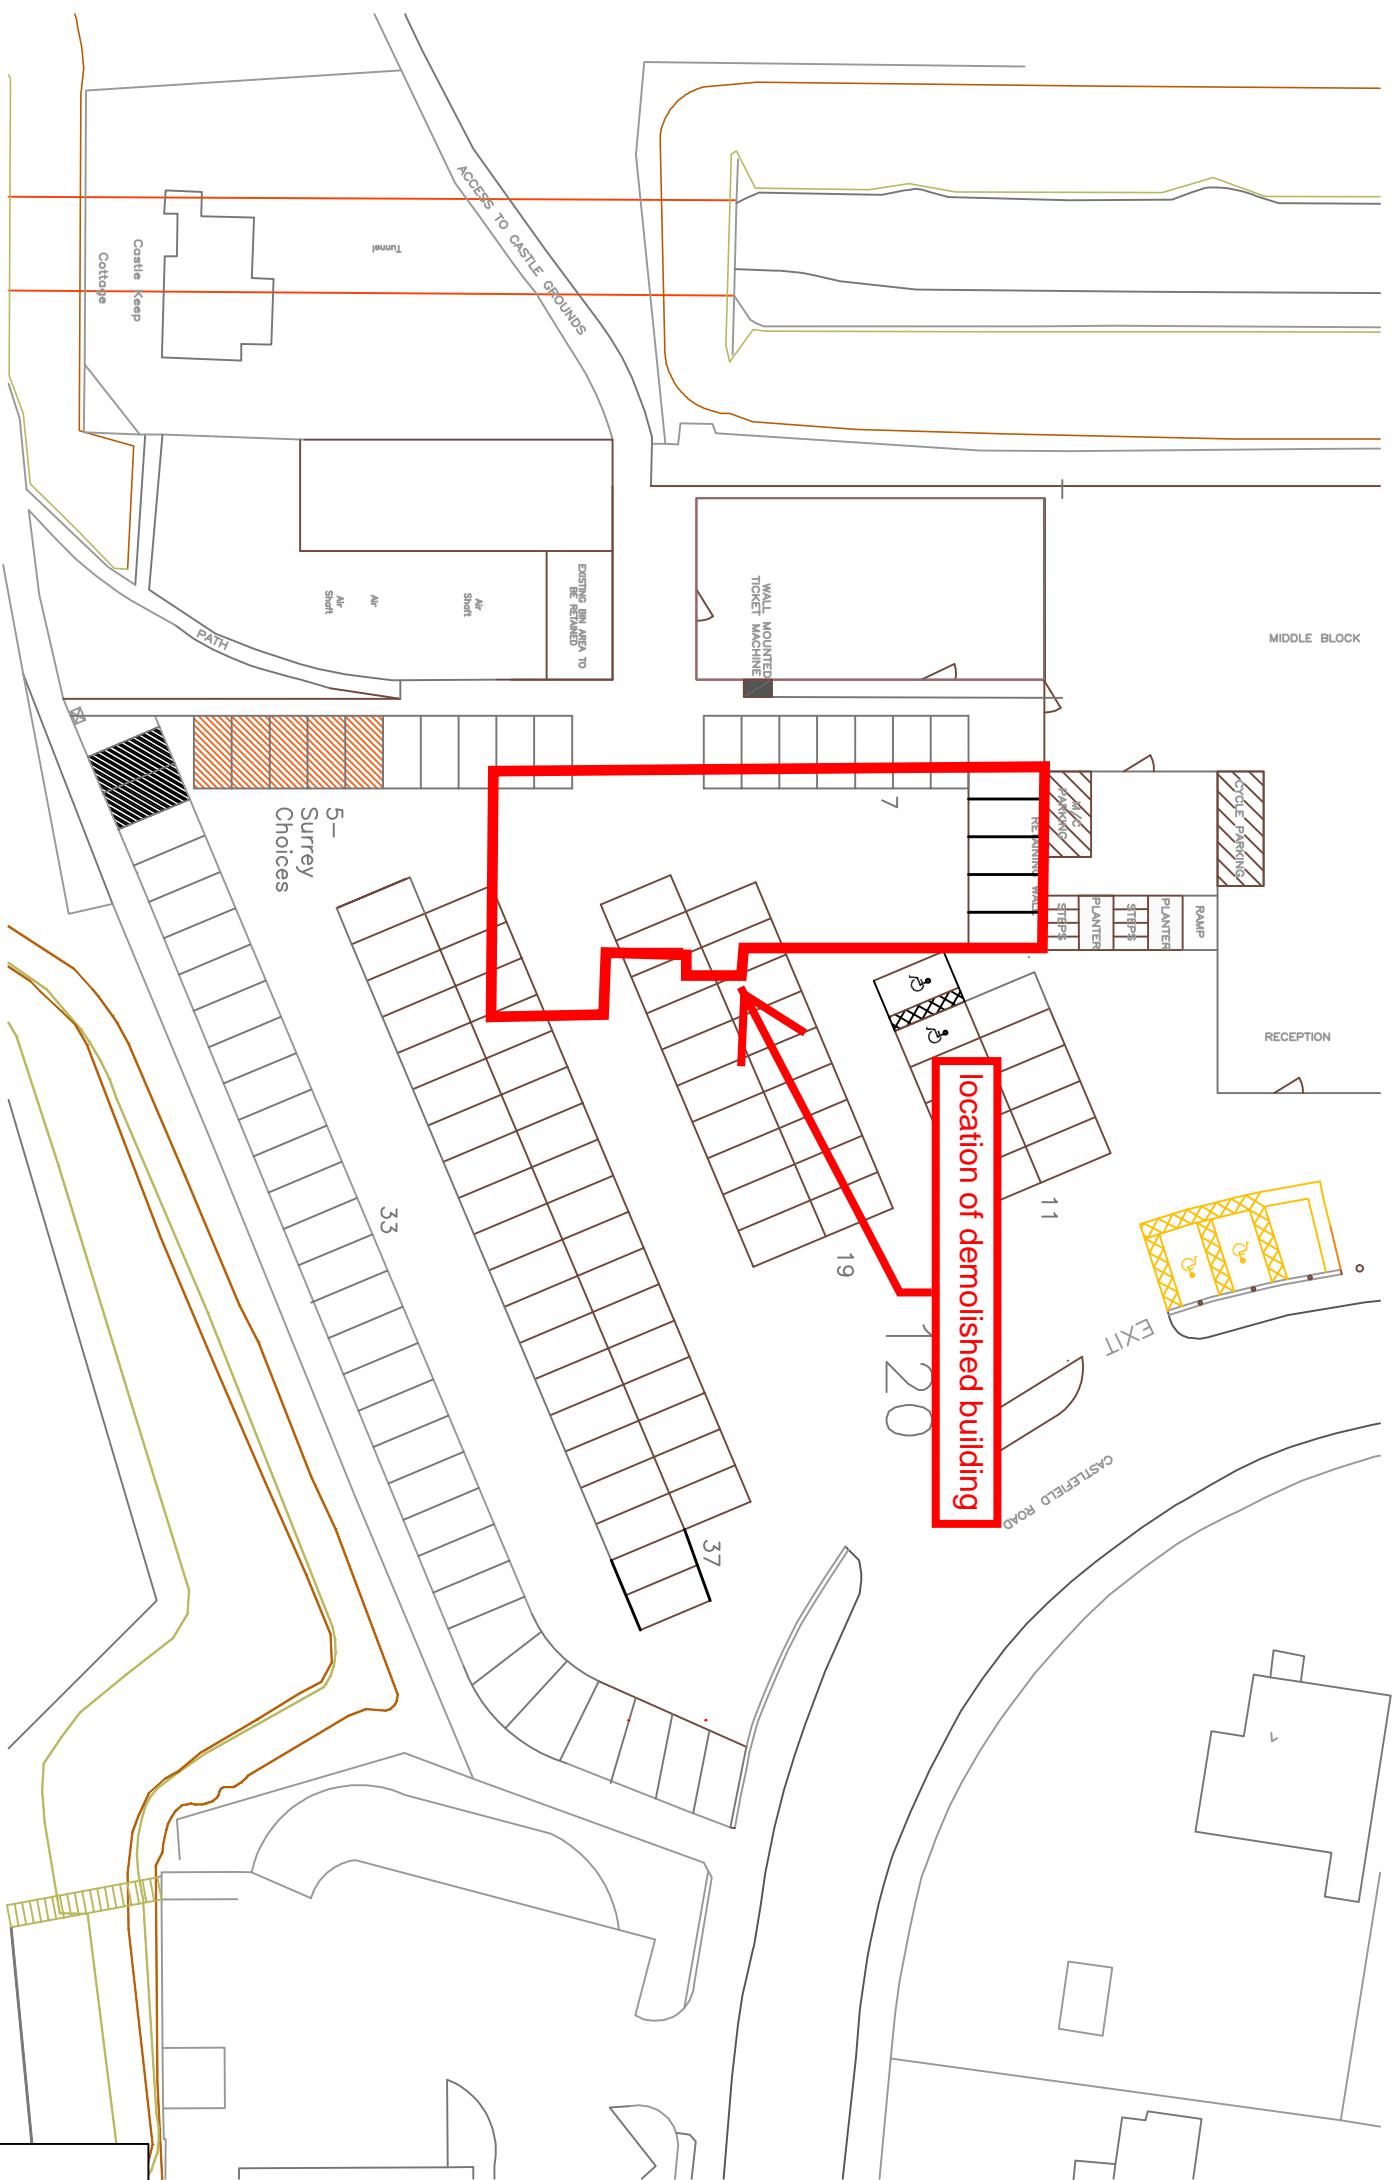 ACCESS TO CASTLE GROUNDS
Tunnel
Castle Keep
Cottage
EXISTING BIN AREA TO
BE RETAINED
Air
Shaft
Air
Air
Shaft
PATH
WALL MOUNTED
TICKET MACHINE
MIDDLE BLOCK
5-
Surrey
Choices
7
M/C
PARKING
RETAINING WALL
CYCLE PARKING
STEPS
PLANTER
STEPS
PLANTER
RAMP
RECEPTION
location of demolished building
11
33
19
120
EXIT
CASTLEFIELD ROAD
37
7